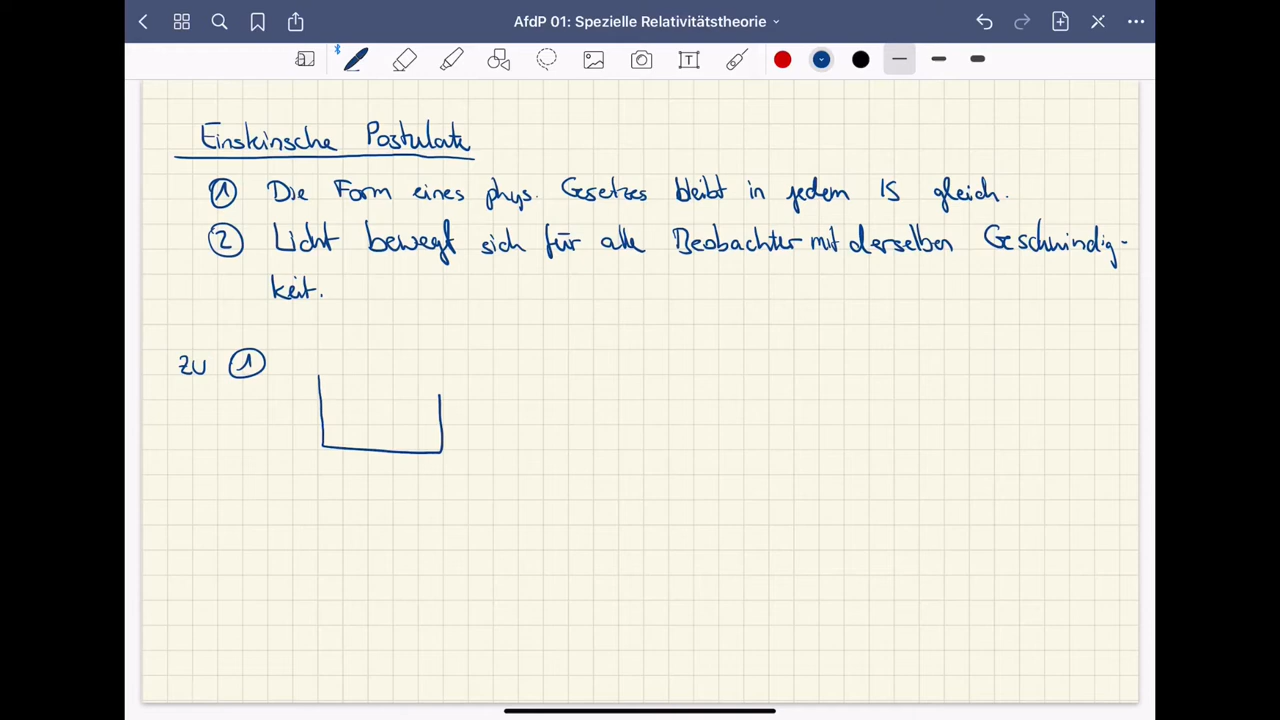 AfdP 01: Spezielle Relativitätstheorie
Einsteinsche Postulate
① Die Form eines phys. Gesetzes bleibt in jedem IS gleich.
② Licht bewegt sich für alle Beobachter mit derselben Geschwindig-
keit.
zu ①